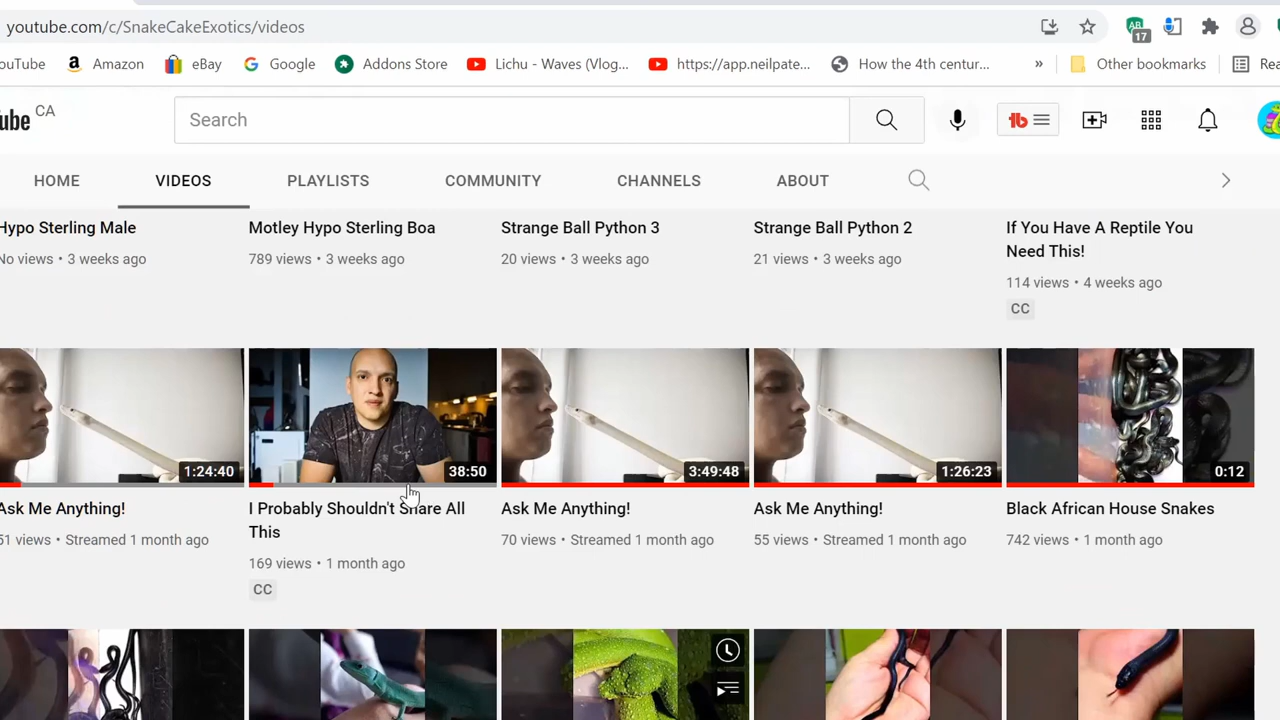 youtube.com/c/SnakeCakeExotics/videos
AB
17
ouTube
a
Amazon
eBay
G
Google
Addons Store
Lichu - Waves (Vlog...
https://app.neilpate...
How the 4th centur...
»
Other bookmarks
Rea
ube CA
Search
tb
HOME
VIDEOS
PLAYLISTS
COMMUNITY
CHANNELS
ABOUT
Hypo Sterling Male
No views • 3 weeks ago
Motley Hypo Sterling Boa
789 views • 3 weeks ago
Strange Ball Python 3
20 views • 3 weeks ago
Strange Ball Python 2
21 views • 3 weeks ago
If You Have A Reptile You
Need This!
114 views • 4 weeks ago
CC
1:24:40
Ask Me Anything!
51 views • Streamed 1 month ago
38:50
I Probably Shouldn't Share All
This
169 views • 1 month ago
CC
3:49:48
Ask Me Anything!
70 views • Streamed 1 month ago
1:26:23
Ask Me Anything!
55 views • Streamed 1 month ago
0:12
Black African House Snakes
742 views • 1 month ago